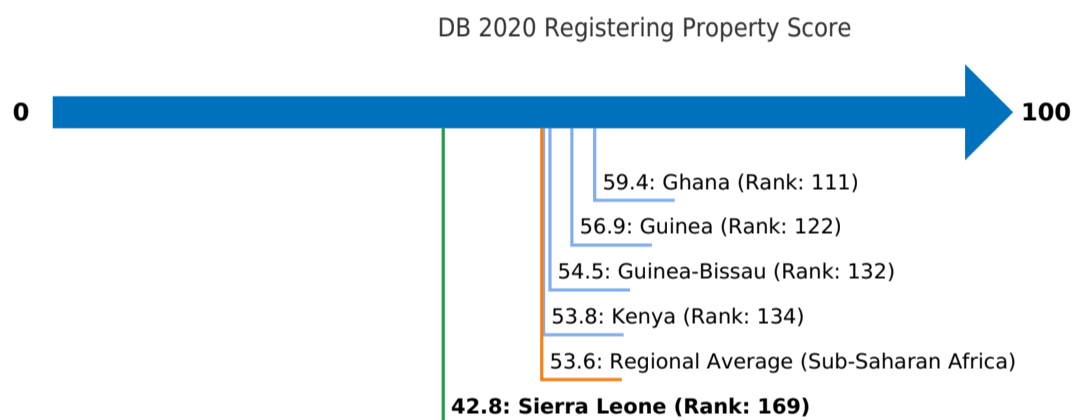 DB 2020 Registering Property Score
0
100
59.4: Ghana (Rank: 111)
56.9: Guinea (Rank: 122)
54.5: Guinea-Bissau (Rank: 132)
53.8: Kenya (Rank: 134)
53.6: Regional Average (Sub-Saharan Africa)
42.8: Sierra Leone (Rank: 169)